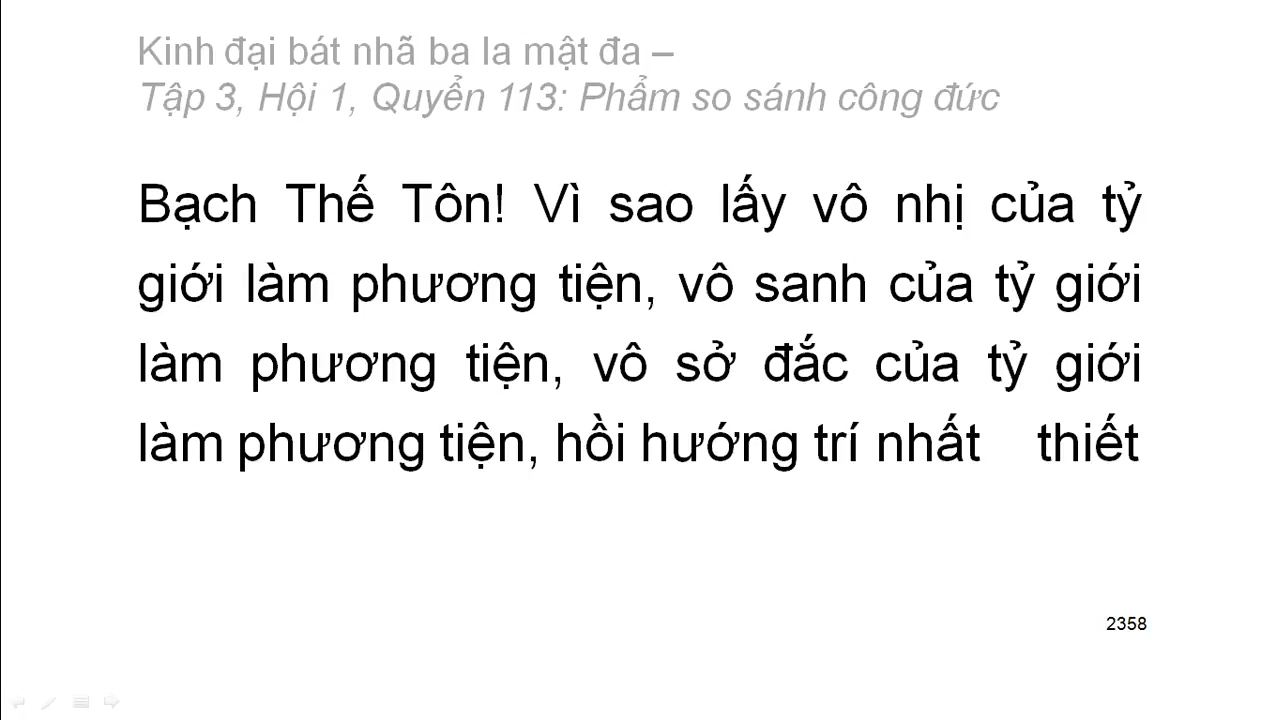 Kinh đại bát nhã ba la mật đa –
Tập 3, Hội 1, Quyển 113: Phẩm so sánh công đức
Bạch Thế Tôn! Vì sao lấy vô nhị của tỷ
giới làm phương tiện, vô sanh của tỷ giới
làm phương tiện, vô sở đắc của tỷ giới
làm phương tiện, hồi hướng trí nhất thiết
2358